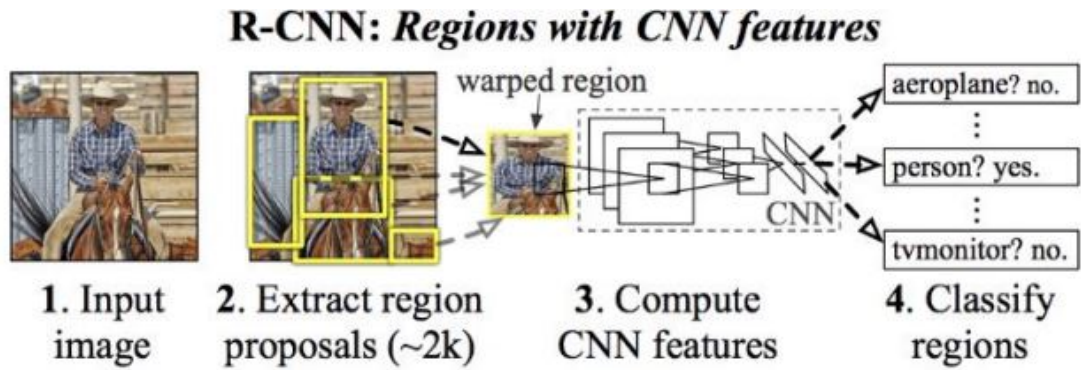 R-CNN: Regions with CNN features
warped region
aeroplane? no.
person? yes.
tvmonitor? no.
CNN
1. Input
image
2. Extract region
proposals (~2k)
3. Compute
CNN features
4. Classify
regions